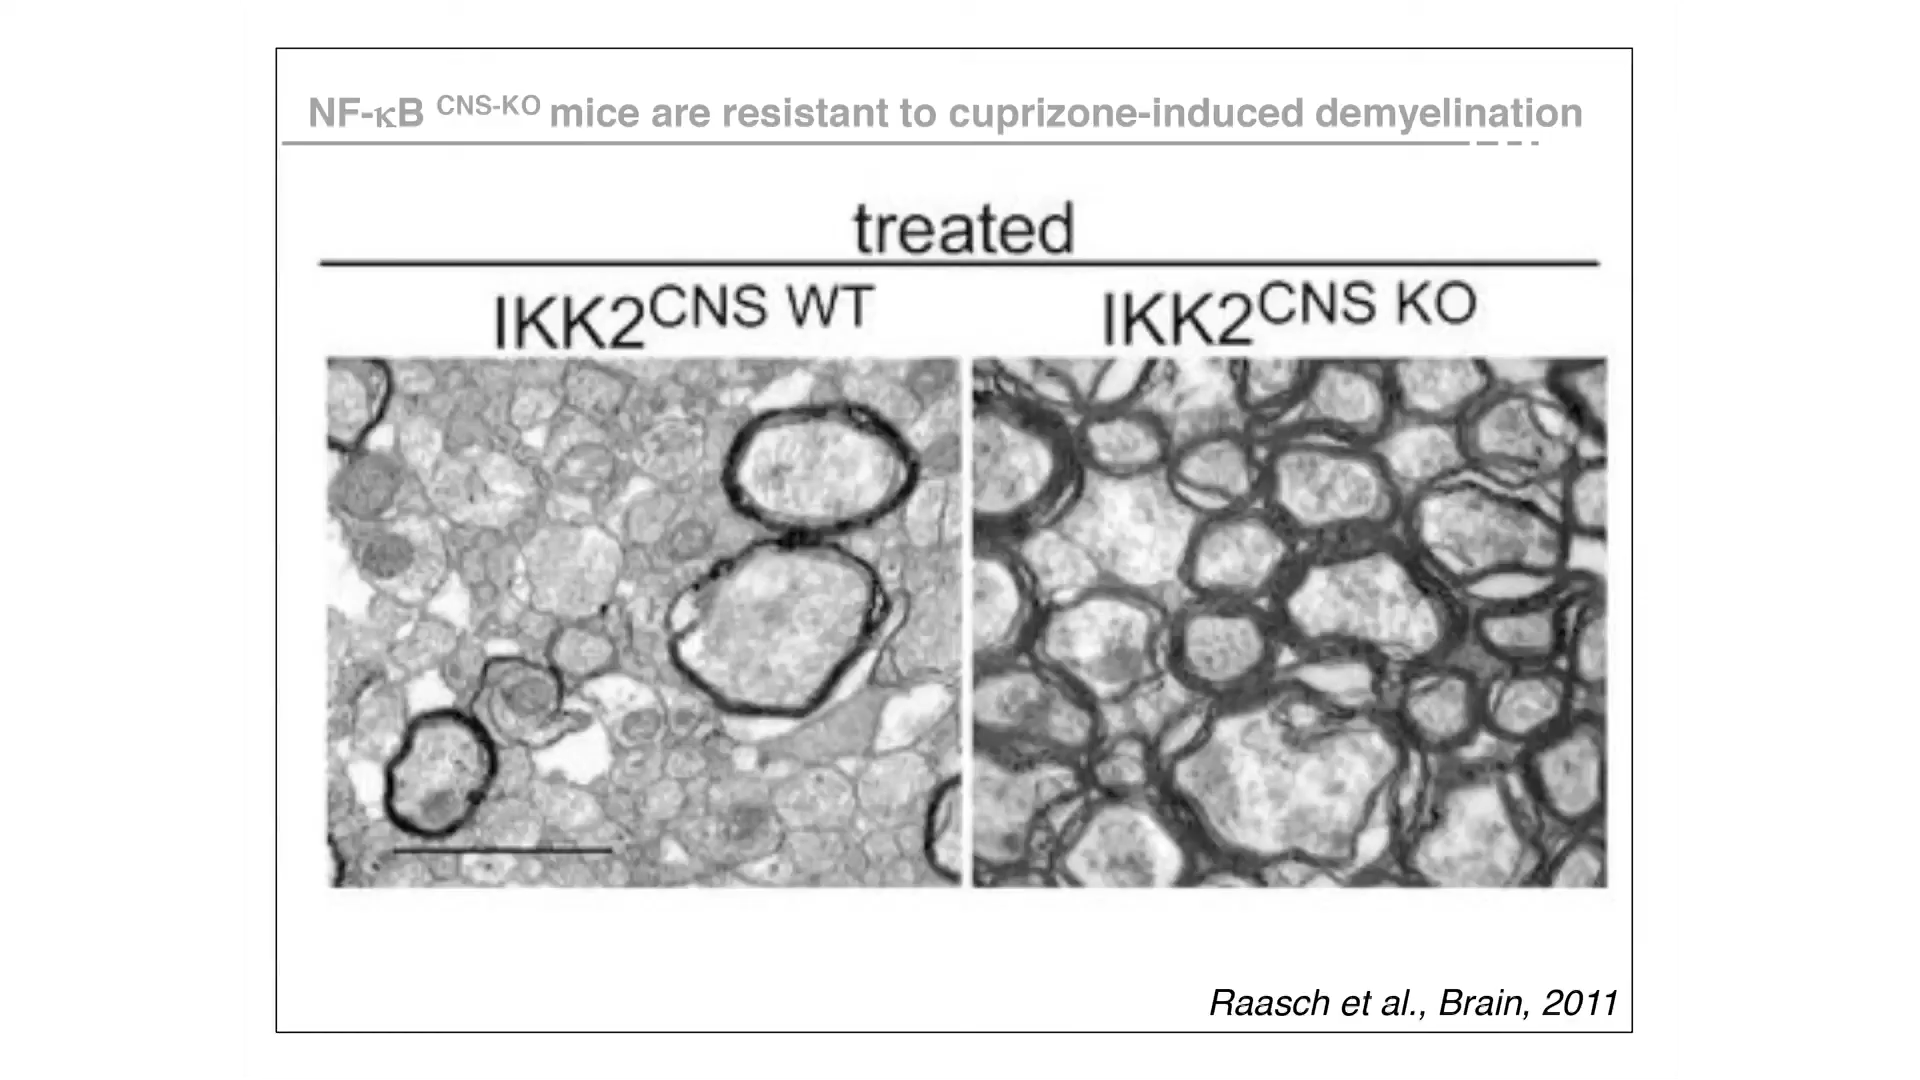 NF-κB CNS-KO mice are resistant to cuprizone-induced demyelination
treated
IKK2CNS WT
IKK2CNS KO
Raasch et al., Brain, 2011